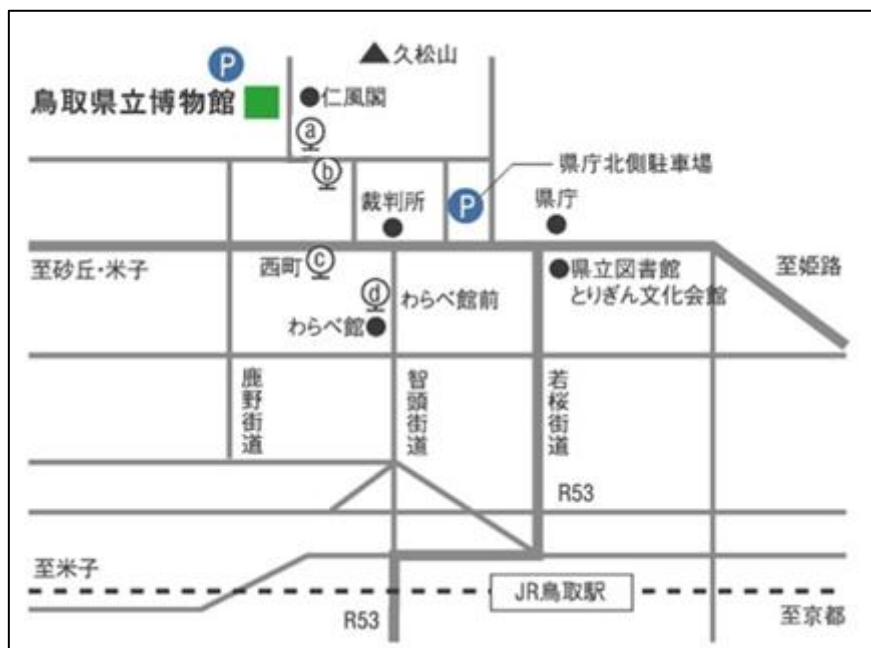 P
久松山
鳥取県立博物館
仁風閣
a
b
県庁北側駐車場
裁判所
P
県庁
至砂丘・米子
西町
c
県立図書館
とりぎん文化会館
至姫路
d
わらべ館前
わらべ館
鹿野街道
智頭街道
若桜街道
R53
至米子
JR鳥取駅
R53
至京都